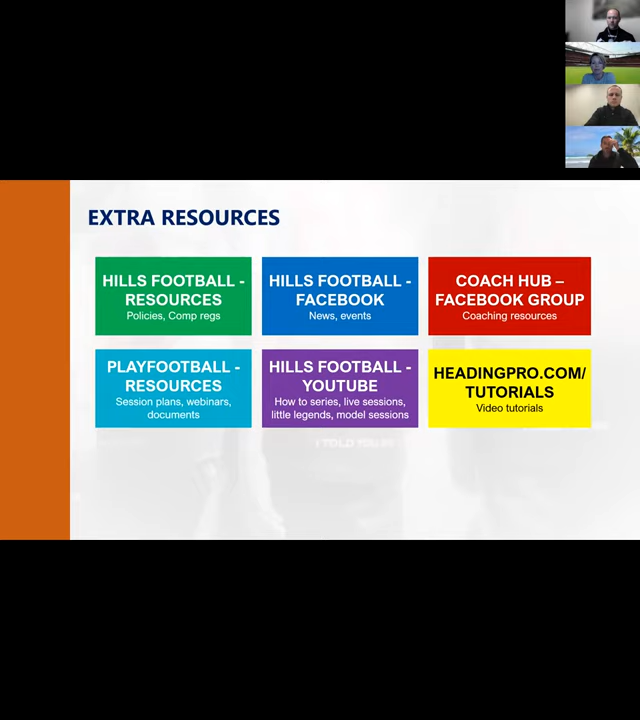 EXTRA RESOURCES
HILLS FOOTBALL -
RESOURCES
Policies, Comp regs
HILLS FOOTBALL -
FACEBOOK
News, events
COACH HUB –
FACEBOOK GROUP
Coaching resources
PLAYFOOTBALL -
RESOURCES
Session plans, webinars,
documents
HILLS FOOTBALL -
YOUTUBE
How to series, live sessions,
little legends, model sessions
HEADINGPRO.COM/
TUTORIALS
Video tutorials